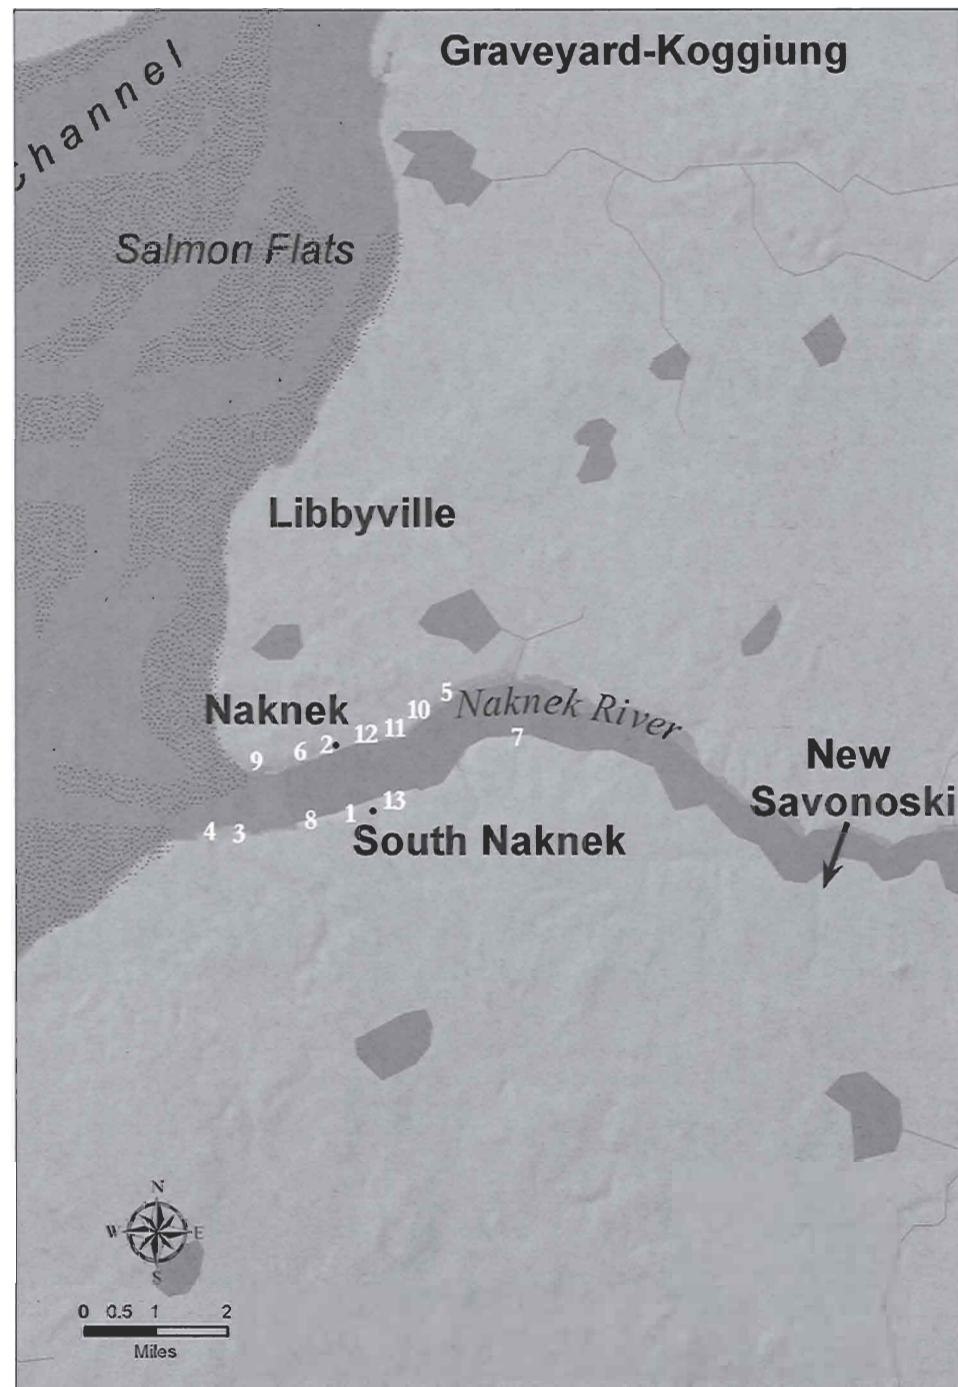 Graveyard-Koggiung
Channel
Salmon Flats
Libbyville
Naknek
Naknek River
5
10
11
12
2
6
9
7
New
Savonoski
13
1
8
3
4
South Naknek
N
W E
S
0 0.5 1 2
Miles